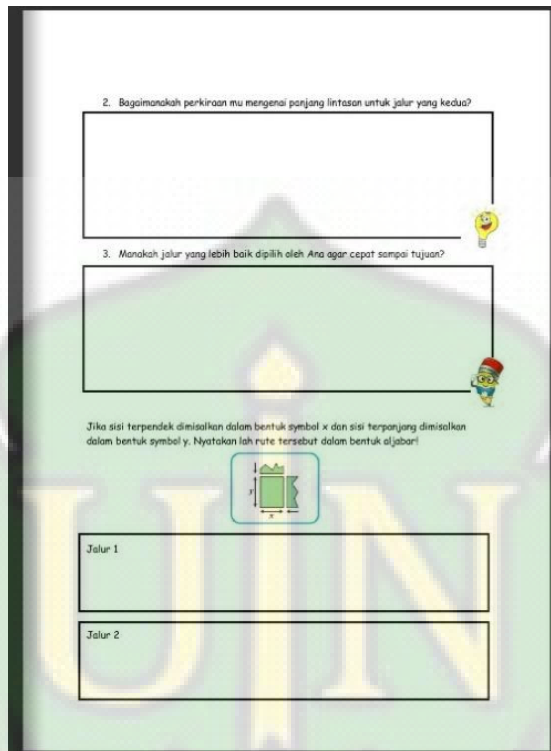 2. Bagaimanakah perkiraan mu mengenai panjang lintasan untuk jalur yang kedua?
3. Manakah jalur yang lebih baik dipilih oleh Ana agar cepat sampai tujuan?
Jika sisi terpendek dimisalkan dalam bentuk symbol x dan sisi terpanjang dimisalkan
dalam bentuk symbol y. Nyatakan lah rute tersebut dalam bentuk aljabar!
y
x
Jalur 1
Jalur 2
UIN